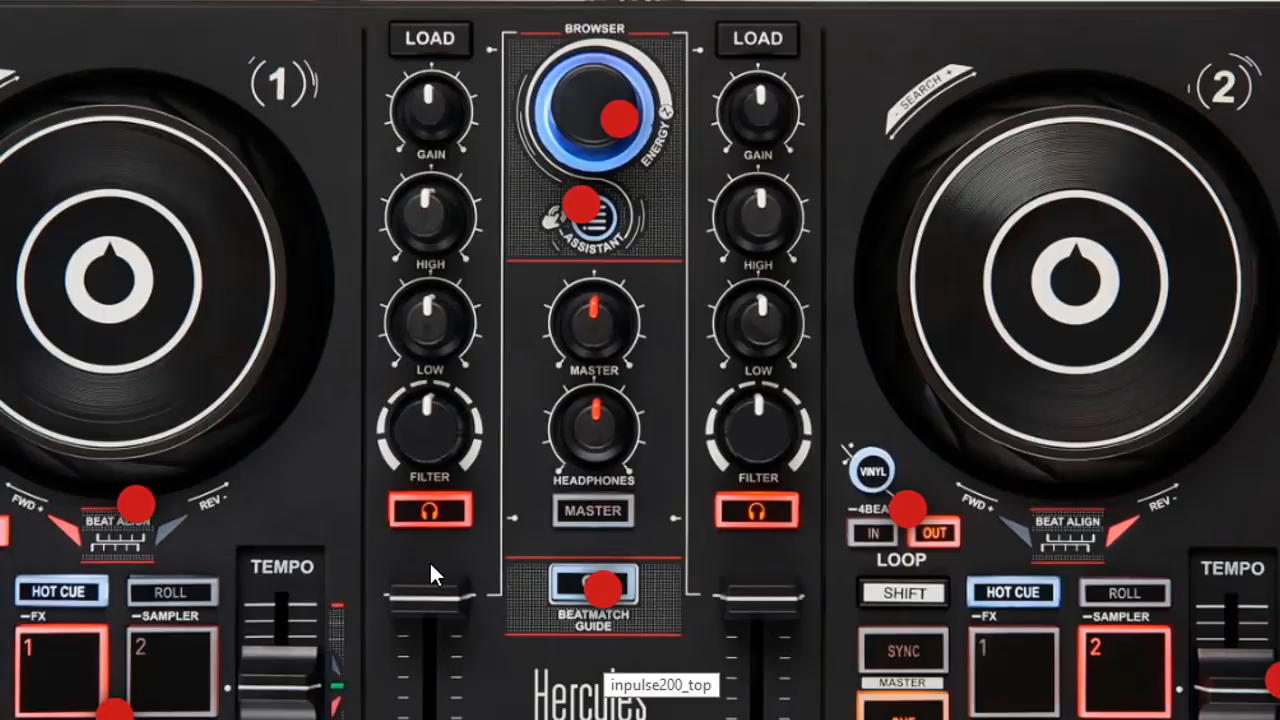 BROWSER
LOAD
LOAD
1
2
SEARCH +
ENERGY
GAIN
GAIN
ASSISTANT
HIGH
HIGH
MASTER
LOW
LOW
FILTER
HEADPHONES
FILTER
VINYL
FWD +
REV -
BEAT ALIGN
MASTER
FWD +
REV -
BEAT ALIGN
IN
OUT
LOOP
TEMPO
TEMPO
HOT CUE
ROLL
SHIFT
HOT CUE
ROLL
FX
SAMPLER
BEATMATCH
GUIDE
FX
SAMPLER
1
2
SYNC
1
2
MASTER
Hercules
inpulse200_top